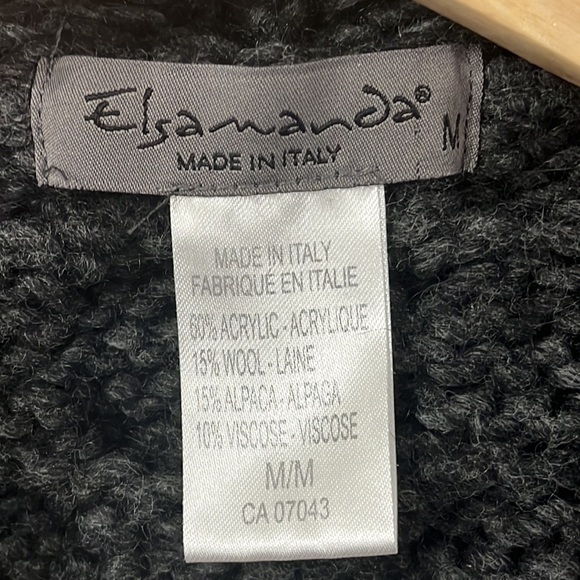 Elsamanda® M
MADE IN ITALY
MADE IN ITALY
FABRIQUÉ EN ITALIE
60% ACRYLIC - ACRYLIQUE
15% WOOL - LAINE
15% ALPACA - ALPAGA
10% VISCOSE - VISCOSE
M/M
CA 07043